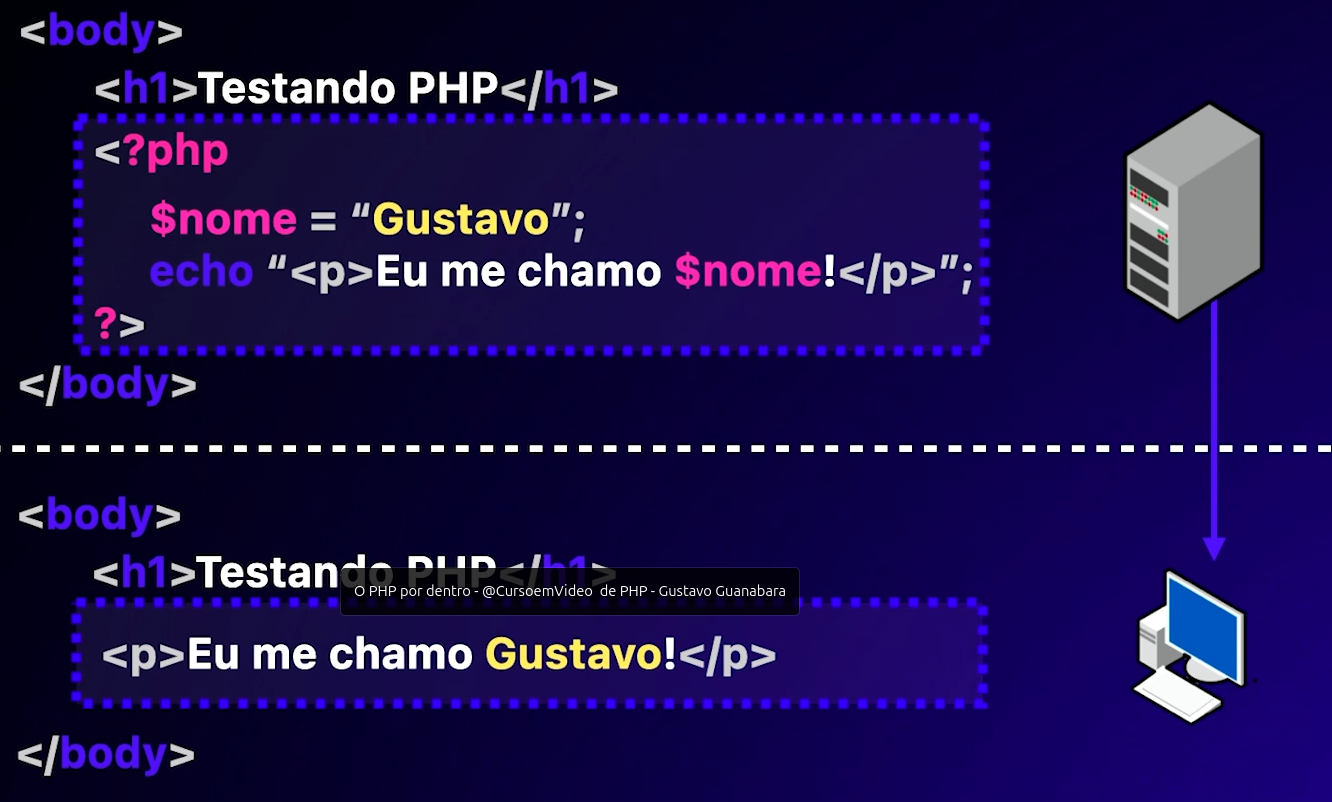 <body>
<h1>Testando PHP</h1>
<?php
$nome = “Gustavo”;
echo “<p>Eu me chamo $nome!</p>”;
?>
</body>
<body>
<h1>Testando PHP</h1>
O PHP por dentro - @CursoemVideo  de PHP - Gustavo Guanabara
<p>Eu me chamo Gustavo!</p>
</body>